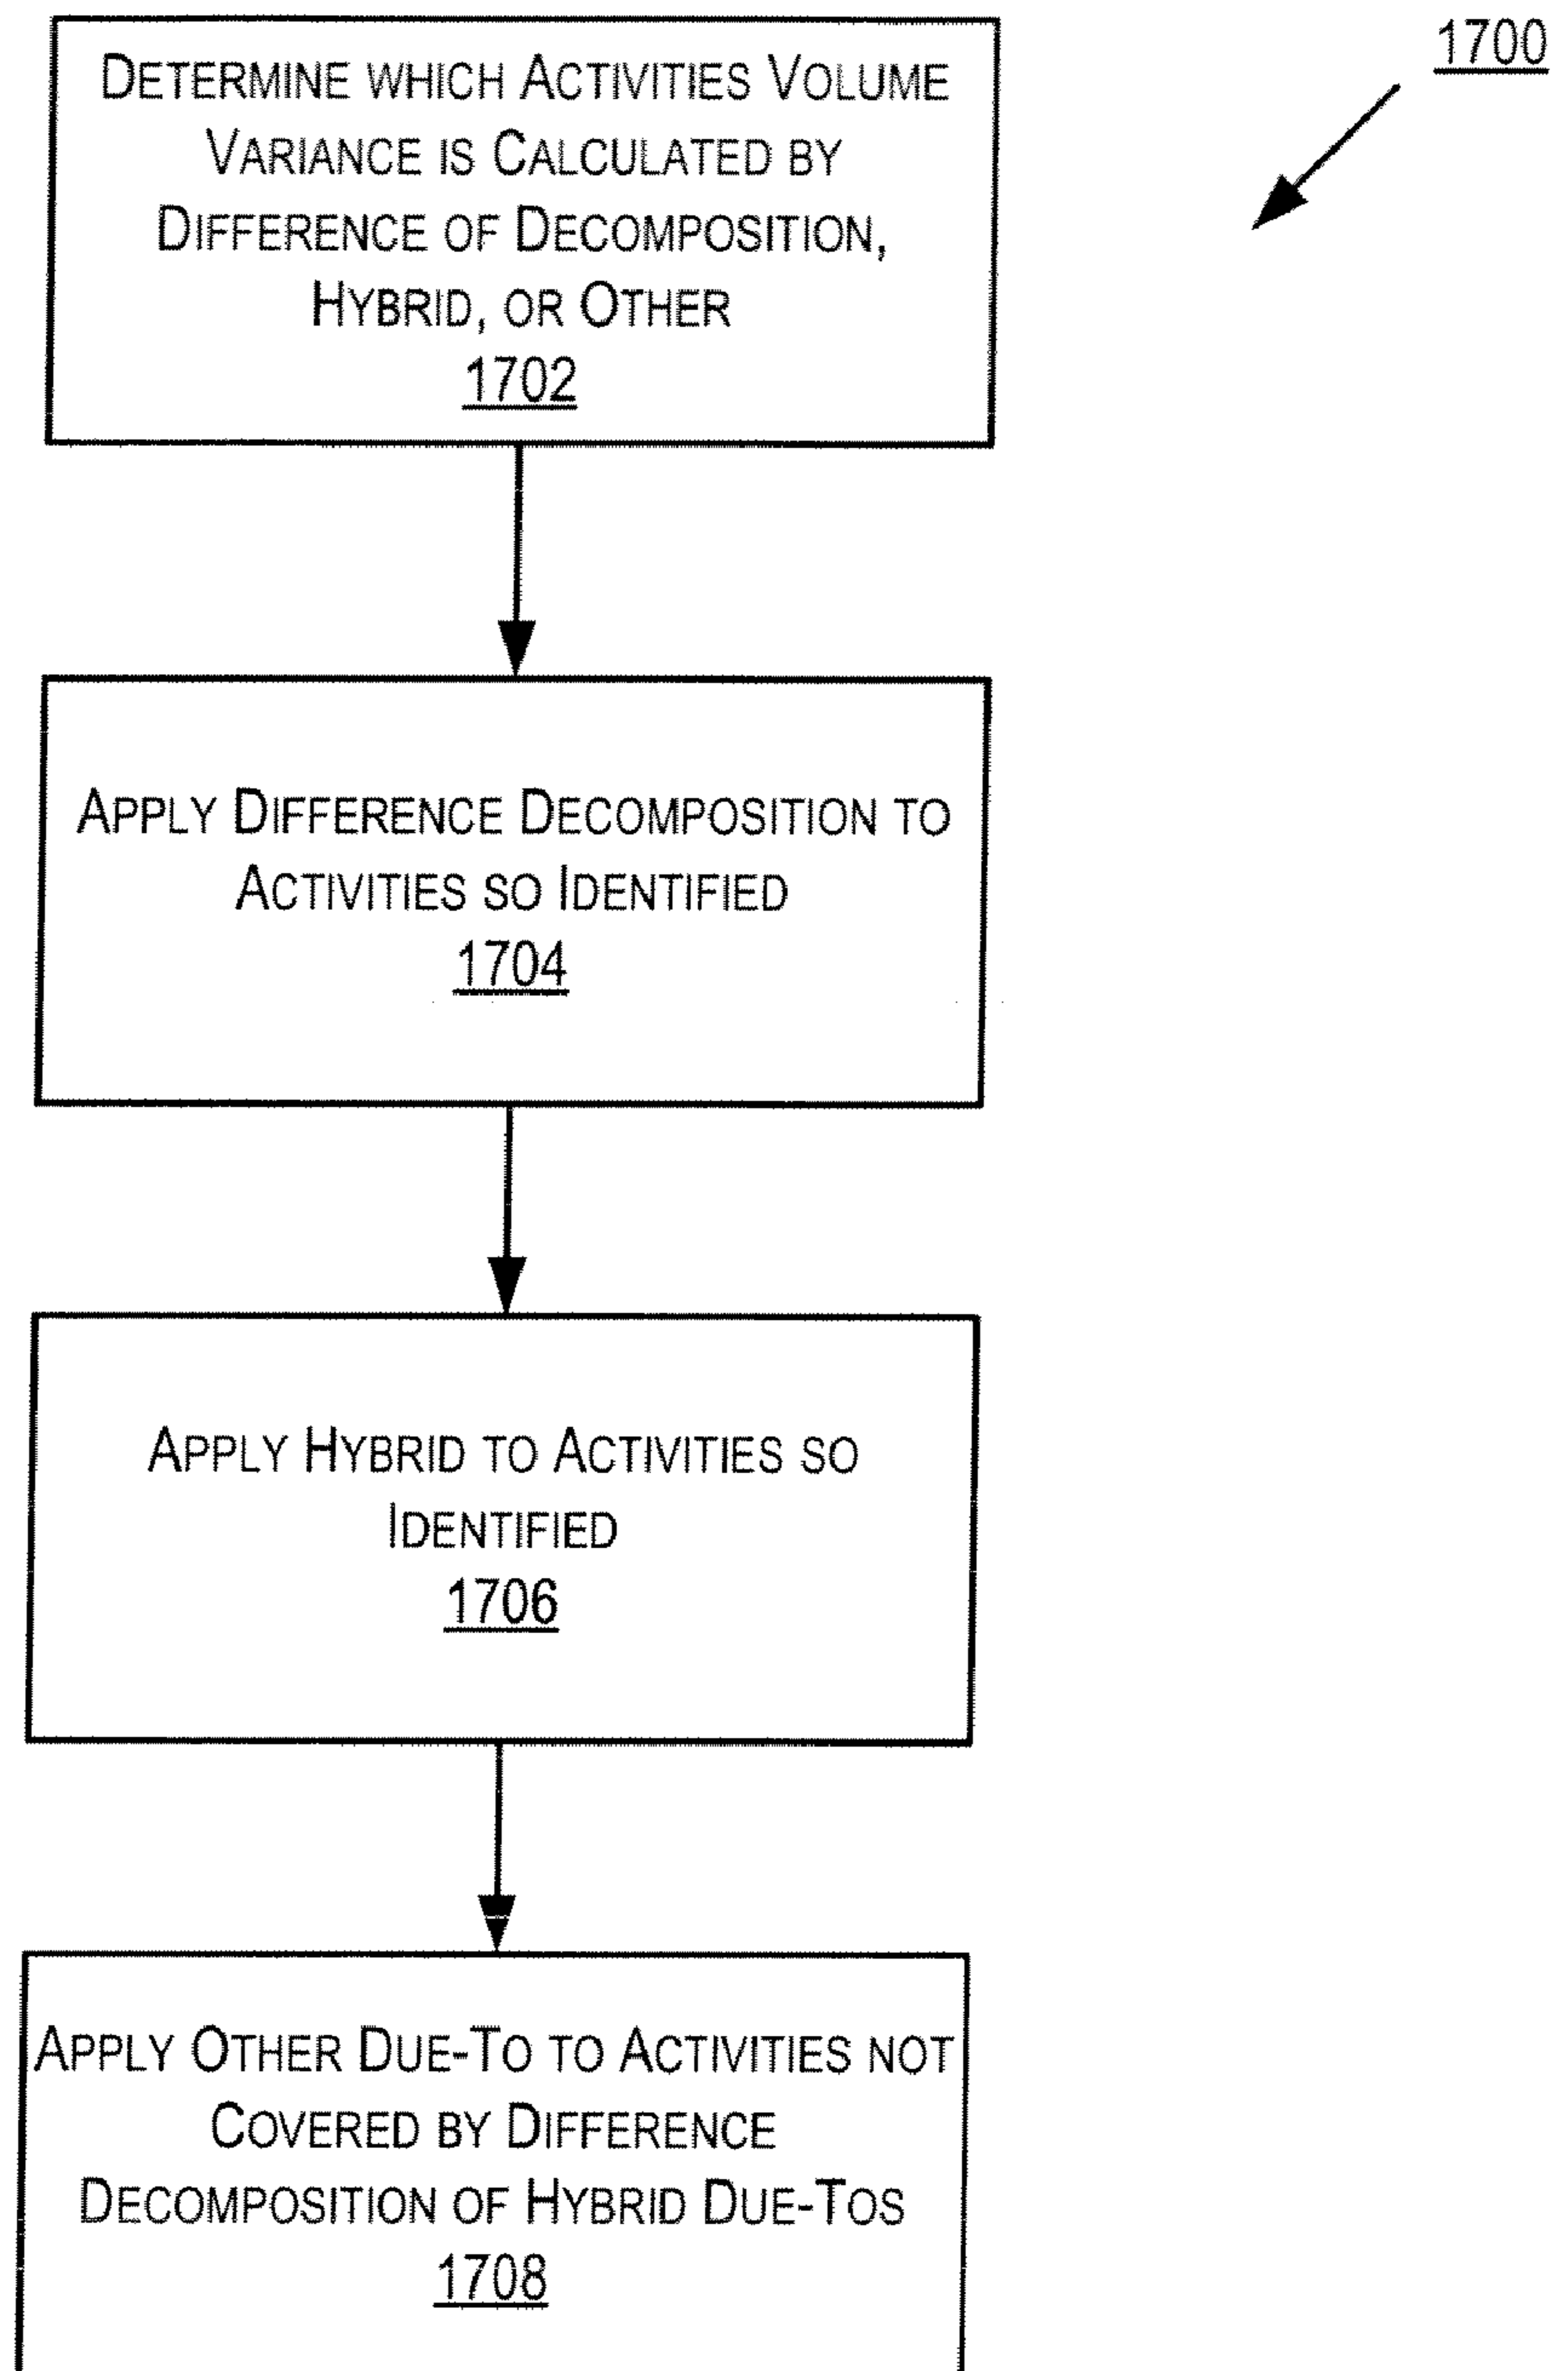 1700
DETERMINE WHICH ACTIVITIES VOLUME
VARIANCE IS CALCULATED BY
DIFFERENCE OF DECOMPOSITION,
HYBRID, OR OTHER
1702
APPLY DIFFERENCE DECOMPOSITION TO
ACTIVITIES SO IDENTIFIED
1704
APPLY HYBRID TO ACTIVITIES SO
IDENTIFIED
1706
APPLY OTHER DUE-TO TO ACTIVITIES NOT
COVERED BY DIFFERENCE
DECOMPOSITION OF HYBRID DUE-TOS
1708